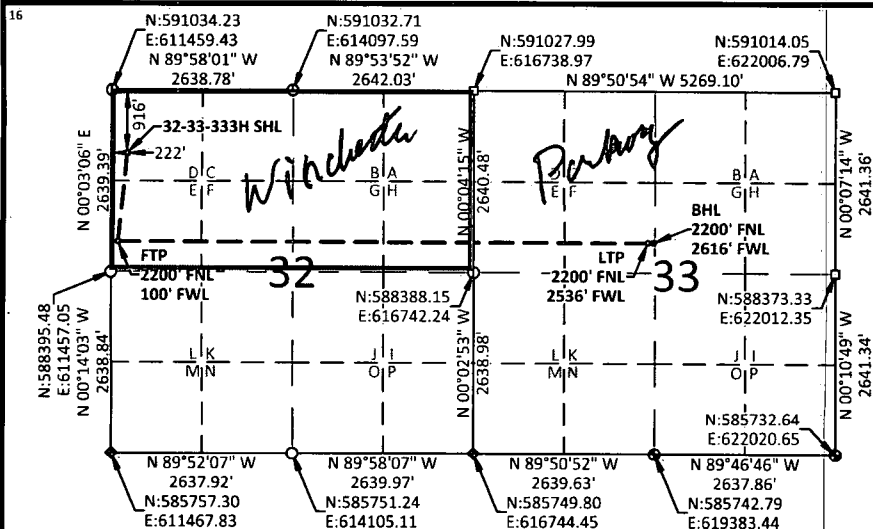 16
N:591034.23
E:611459.43
N 89°58'01" W
2638.78'
N:591032.71
E:614097.59
N 89°53'52" W
2642.03'
N:591027.99
E:616738.97
N 89°50'54" W 5269.10'
N:591014.05
E:622006.79
916'
32-33-333H SHL
222'
N 00°03'06" E
2639.39'
D C
E F
Winchester
B A
G H
N 00°04'15" W
2640.48'
E F
B A
G H
N 00°07'14" W
2641.36'
FTP
2200' FNL
100' FWL
32
BHL
2200' FNL
2616' FWL
LTP
2200' FNL
2536' FWL
33
N:588395.48
E:611457.05
N 00°14'03" W
2638.84'
N:588388.15
E:616742.24
N:588373.33
E:622012.35
L K
M N
J I
O P
N 00°02'53" W
2638.98'
L K
M N
J I
O P
N 00°10'49" W
2641.34'
N:585732.64
E:622020.65
N 89°52'07" W
2637.92'
N:585757.30
E:611467.83
N 89°58'07" W
2639.97'
N:585751.24
E:614105.11
N 89°50'52" W
2639.63'
N:585749.80
E:616744.45
N 89°46'46" W
2637.86'
N:585742.79
E:619383.44